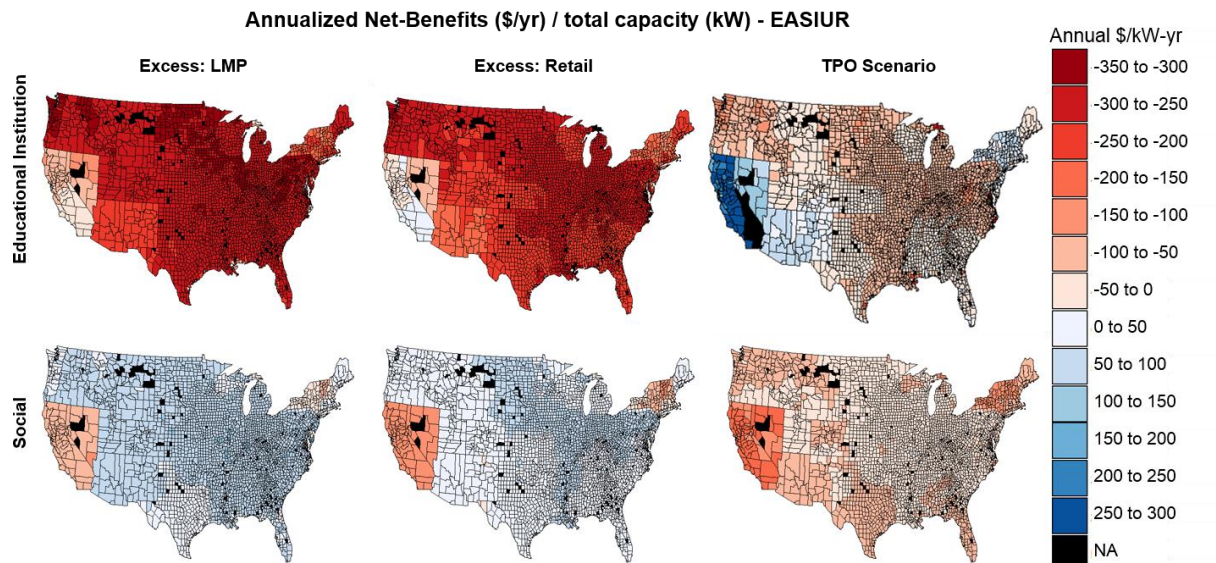 Annualized Net-Benefits ($/yr) / total capacity (kW) - EASIUR
Excess: LMP
Excess: Retail
TPO Scenario
Educational Institution
Social
Annual $/kW-yr
-350 to -300
-300 to -250
-250 to -200
-200 to -150
-150 to -100
-100 to -50
-50 to 0
0 to 50
50 to 100
100 to 150
150 to 200
200 to 250
250 to 300
NA